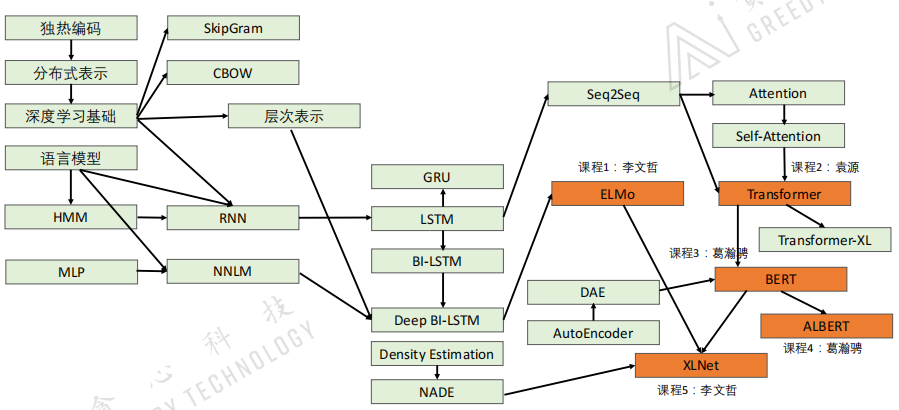 独热编码
SkipGram
分布式表示
CBOW
深度学习基础
层次表示
Seq2Seq
Attention
Self-Attention
语言模型
课程1：李文哲
课程2：袁源
GRU
ELMo
Transformer
HMM
RNN
LSTM
Transformer-XL
BI-LSTM
课程3：葛瀚骋
MLP
NNLM
BERT
DAE
Deep BI-LSTM
AutoEncoder
ALBERT
课程4：葛瀚骋
Density Estimation
XLNet
NADE
课程5：李文哲
Ai
GREED
心科技
TECHNOLOGY